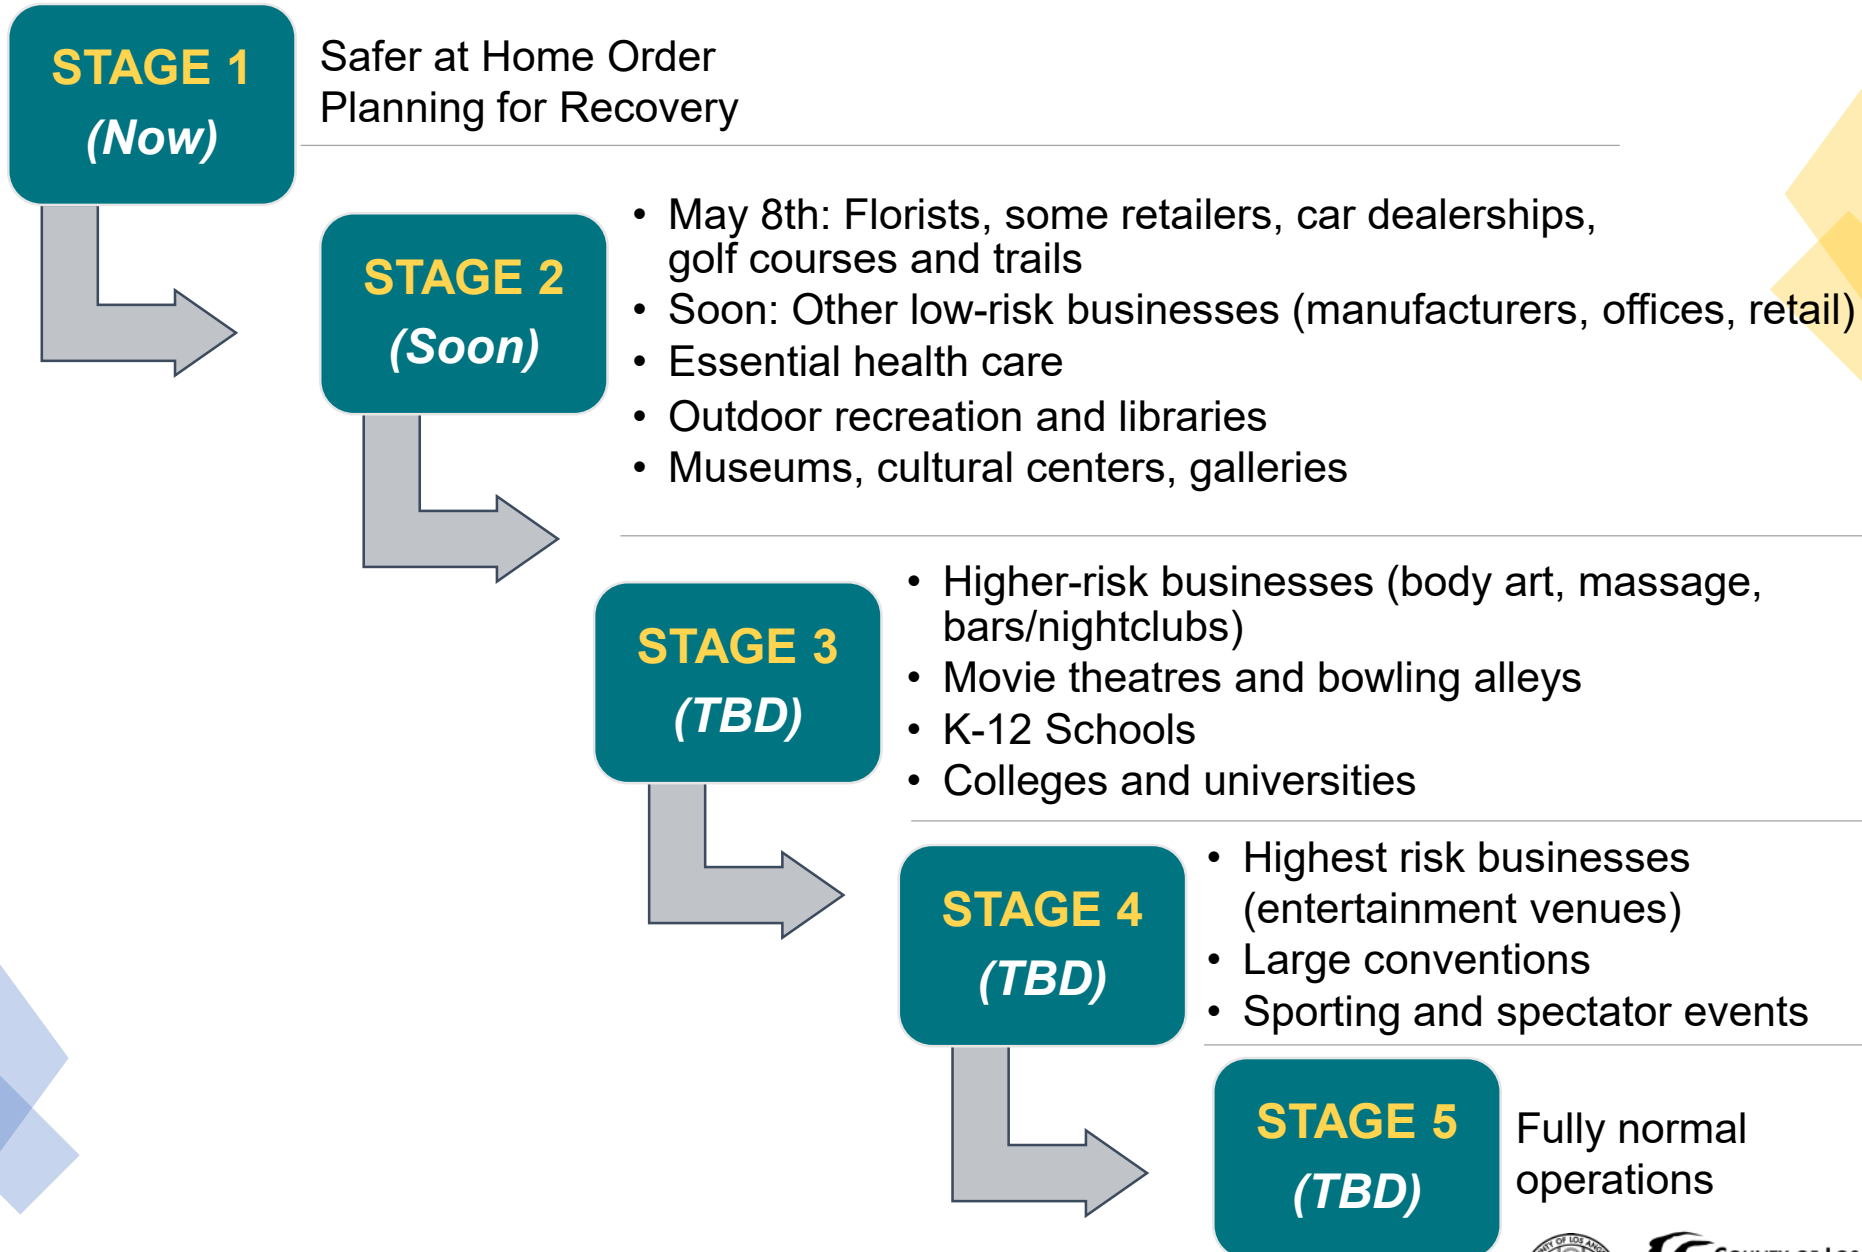 STAGE 1
(Now)
Safer at Home Order
Planning for Recovery
STAGE 2
(Soon)
• May 8th: Florists, some retailers, car dealerships,
golf courses and trails
• Soon: Other low-risk businesses (manufacturers, offices, retail)
• Essential health care
• Outdoor recreation and libraries
• Museums, cultural centers, galleries
STAGE 3
(TBD)
• Higher-risk businesses (body art, massage,
bars/nightclubs)
• Movie theatres and bowling alleys
• K-12 Schools
• Colleges and universities
STAGE 4
(TBD)
• Highest risk businesses
(entertainment venues)
• Large conventions
• Sporting and spectator events
STAGE 5
(TBD)
Fully normal
operations